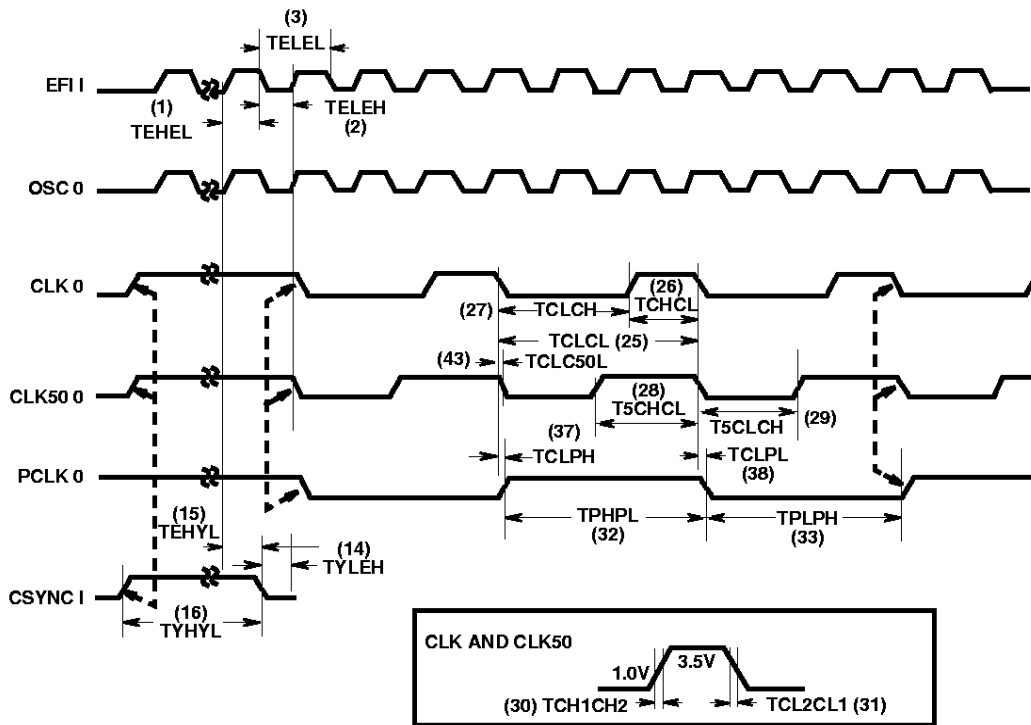 (3)
TELEL
EFI I
(1)
TEHEL
TELEH
(2)
OSC 0
CLK 0
(27)
TCLCH
(26)
TCHCL
TCLCL (25)
(43)
TCLC50L
CLK50 0
(28)
T5CHCL
T5CLCH
(29)
(37)
TCLPH
TCLPL
(38)
PCLK 0
(15)
TEHYL
(14)
TYLEH
TPHPL
(32)
TPLPH
(33)
CSYNC I
(16)
TYHYL
CLK AND CLK50
1.0V
3.5V
(30) TCH1CH2
TCL2CL1 (31)